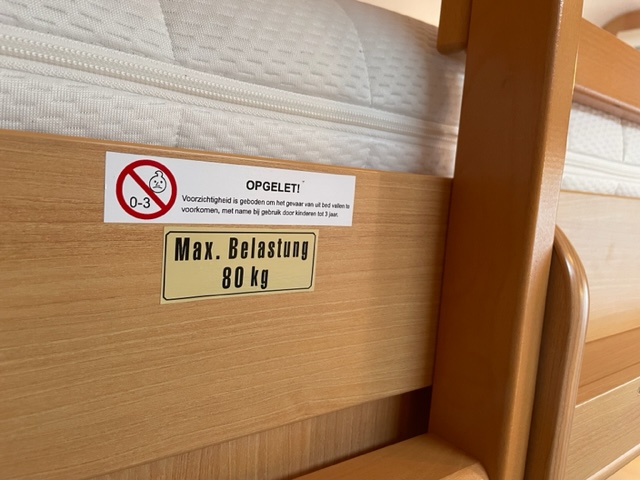 0-3
OPGELET!
Voorzichtigheid is geboden om het gevaar van uit bed vallen te
voorkomen, met name bij gebruik door kinderen tot 3 jaar.
Max. Belastung
80 kg